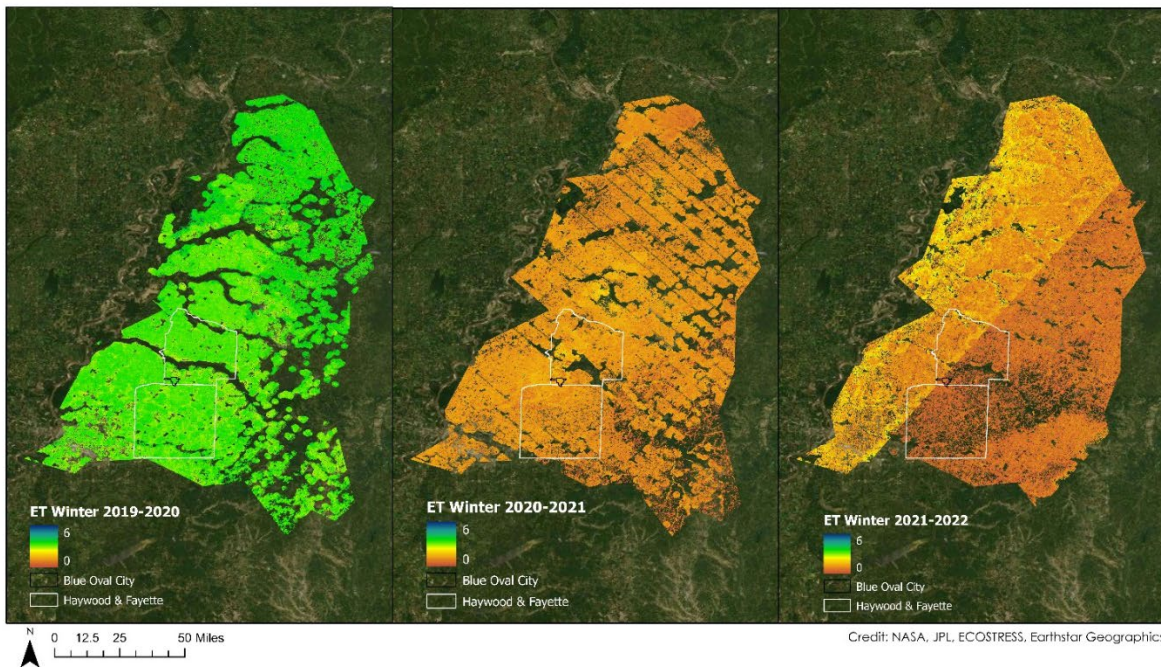 ET Winter 2019-2020
6
0
Blue Oval City
Haywood & Fayette
ET Winter 2020-2021
6
0
Blue Oval City
Haywood & Fayette
ET Winter 2021-2022
6
0
Blue Oval City
Haywood & Fayette
N
0 12.5 25 50 Miles
Credit: NASA, JPL, ECOSTRESS, Earthstar Geographics